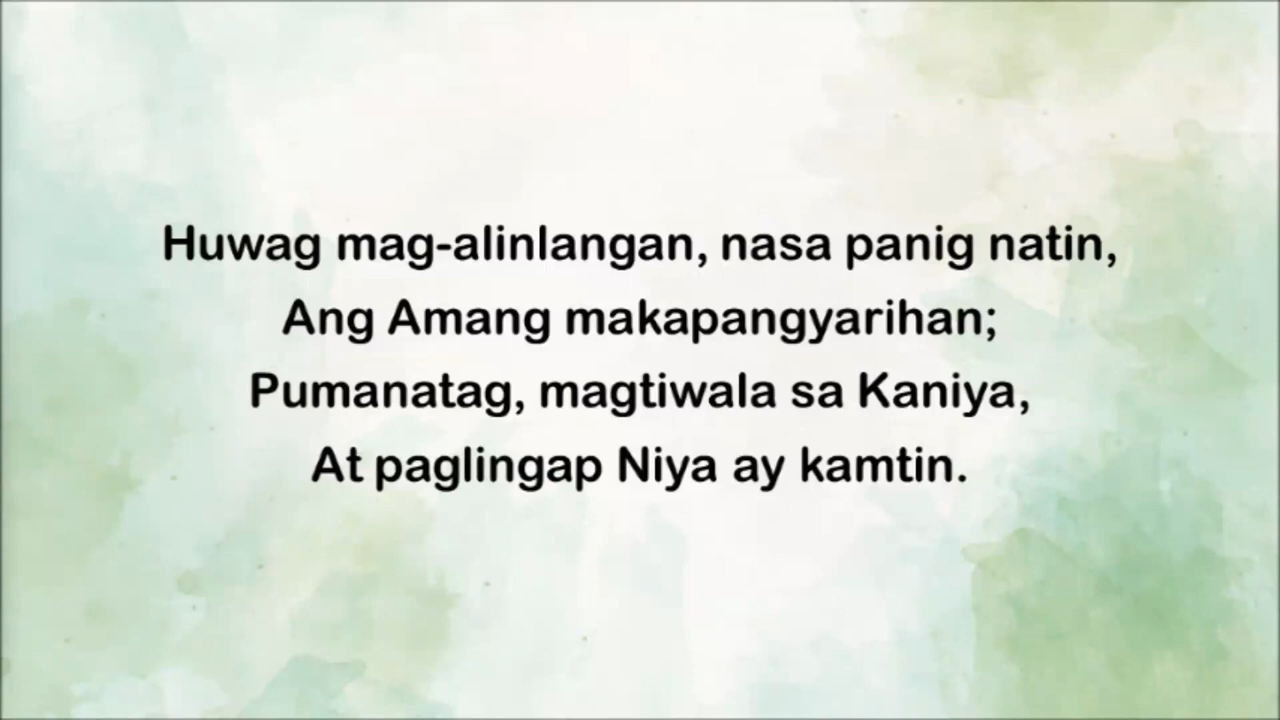 Huwag mag-alinlangan, nasa panig natin,
Ang Amang makapangyarihan;
Pumanatag, magtiwala sa Kaniya,
At paglingap Niya ay kamtin.